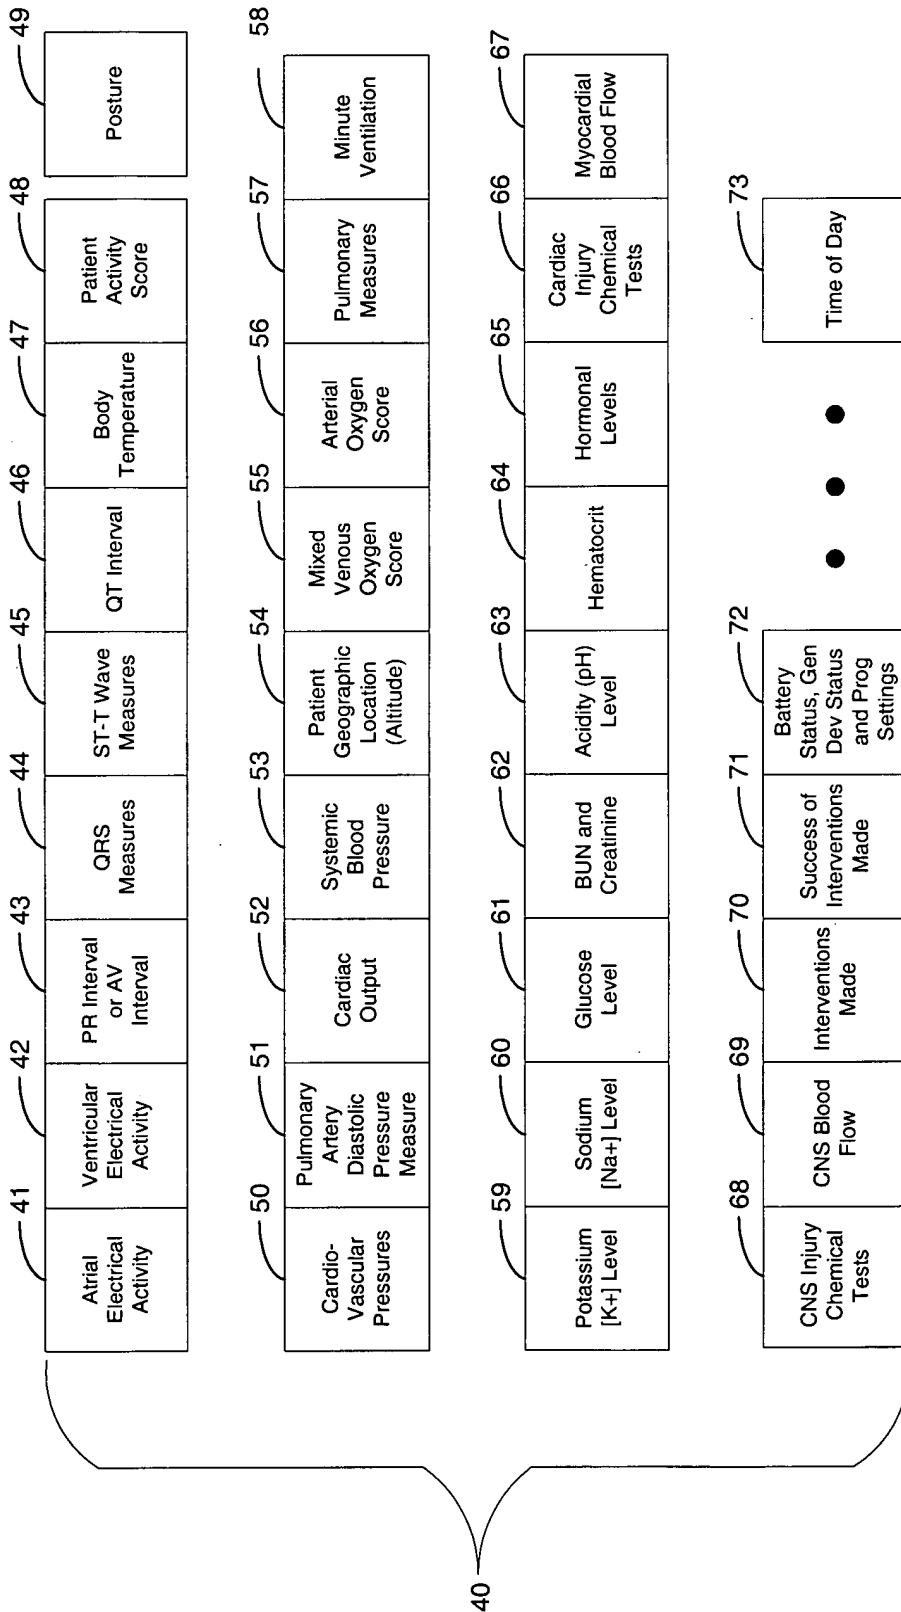 40
41
Atrial
Electrical
Activity
42
Ventricular
Electrical
Activity
43
PR Interval
or AV
Interval
44
QRS
Measures
45
ST-T Wave
Measures
46
QT Interval
47
Body
Temperature
48
Patient
Activity
Score
49
Posture
50
Cardio-
Vascular
Pressures
51
Pulmonary
Artery
Diastolic
Pressure
Measure
52
Cardiac
Output
53
Systemic
Blood
Pressure
54
Patient
Geographic
Location
(Altitude)
55
Mixed
Venous
Oxygen
Score
56
Arterial
Oxygen
Score
57
Pulmonary
Measures
58
Minute
Ventilation
59
Potassium
[K+] Level
60
Sodium
[Na+] Level
61
Glucose
Level
62
BUN and
Creatinine
63
Acidity (pH)
Level
64
Hematocrit
65
Hormonal
Levels
66
Cardiac
Injury
Chemical
Tests
67
Myocardial
Blood Flow
68
CNS Injury
Chemical
Tests
69
CNS Blood
Flow
70
Interventions
Made
71
Success of
Interventions
Made
72
Battery
Status, Gen
Dev Status
and Prog
Settings
73
Time of Day